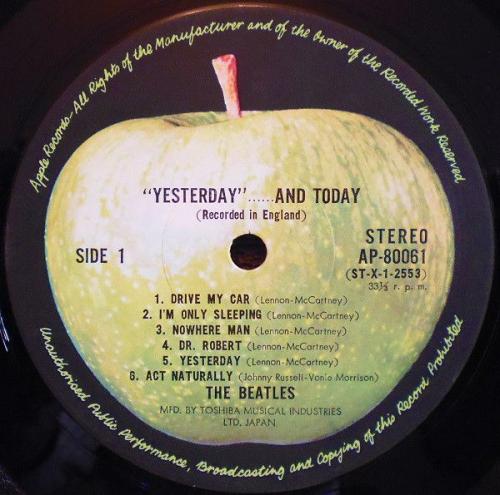 Apple Records—All Rights of the Manufacturer and of the Owner of the Recorded Work Reserved
"YESTERDAY"......AND TODAY
(Recorded in England)
SIDE 1
STEREO
AP-80061
(ST-X-1-2553)
33⅓ r. p. m.
1. DRIVE MY CAR (Lennon-McCartney)
2. I'M ONLY SLEEPING (Lennon-McCartney)
3. NOWHERE MAN (Lennon-McCartney)
4. DR. ROBERT (Lennon-McCartney)
5. YESTERDAY (Lennon-McCartney)
6. ACT NATURALLY (Johnny Russell-Vonie Morrison)
THE BEATLES
MFD. BY TOSHIBA MUSICAL INDUSTRIES
LTD. JAPAN
Unauthorized Public Performance, Broadcasting and Copying of this Record Prohibited